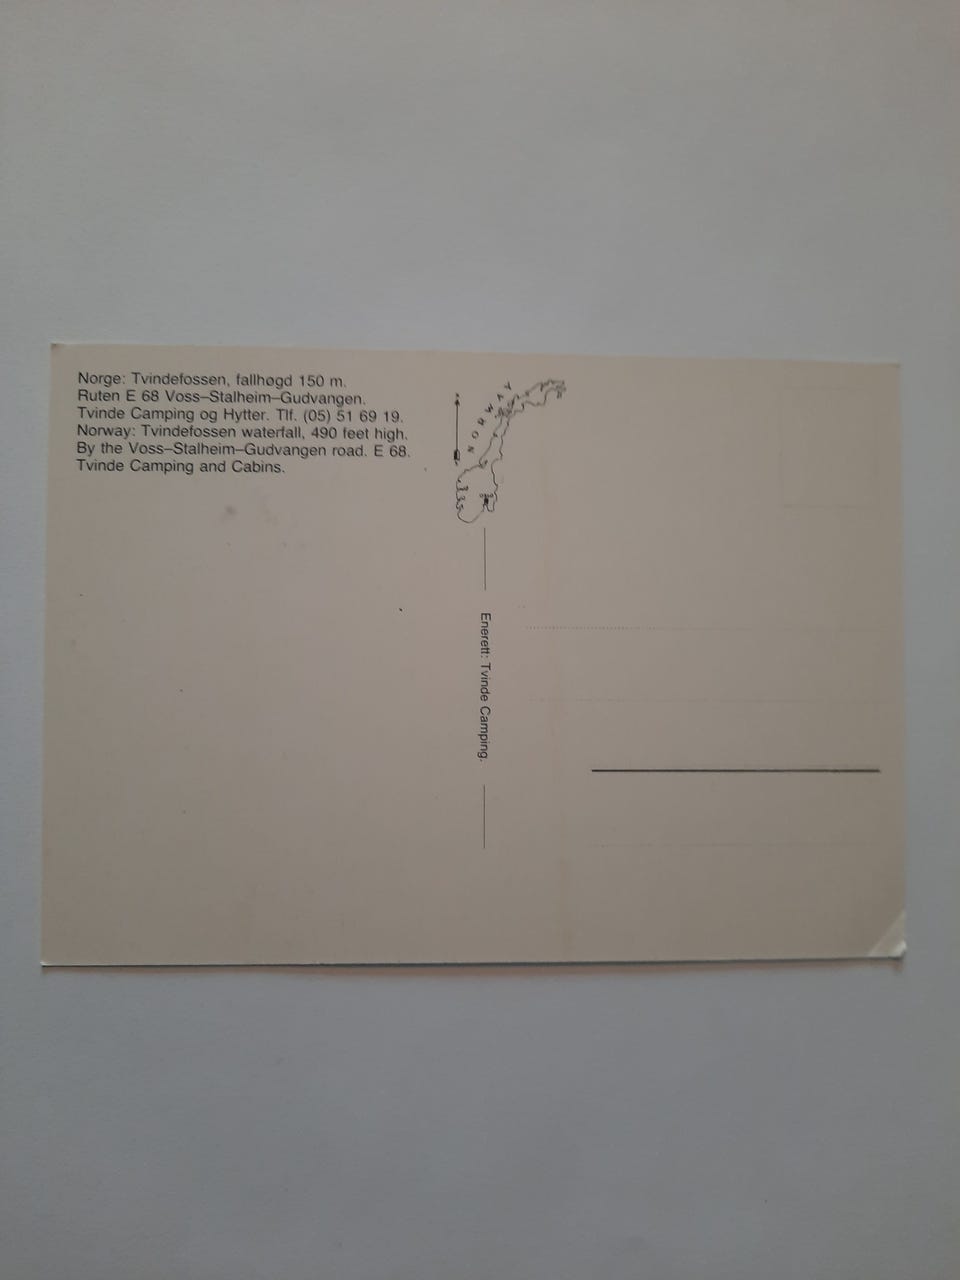 Norge: Tvindefossen, fallhøgd 150 m.
Ruten E 68 Voss–Stalheim–Gudvangen.
Tvinde Camping og Hytter. Tlf. (05) 51 69 19.
Norway: Tvindefossen waterfall, 490 feet high.
By the Voss–Stalheim–Gudvangen road. E 68.
Tvinde Camping and Cabins.
NORWAY
Enerett: Tvinde Camping.